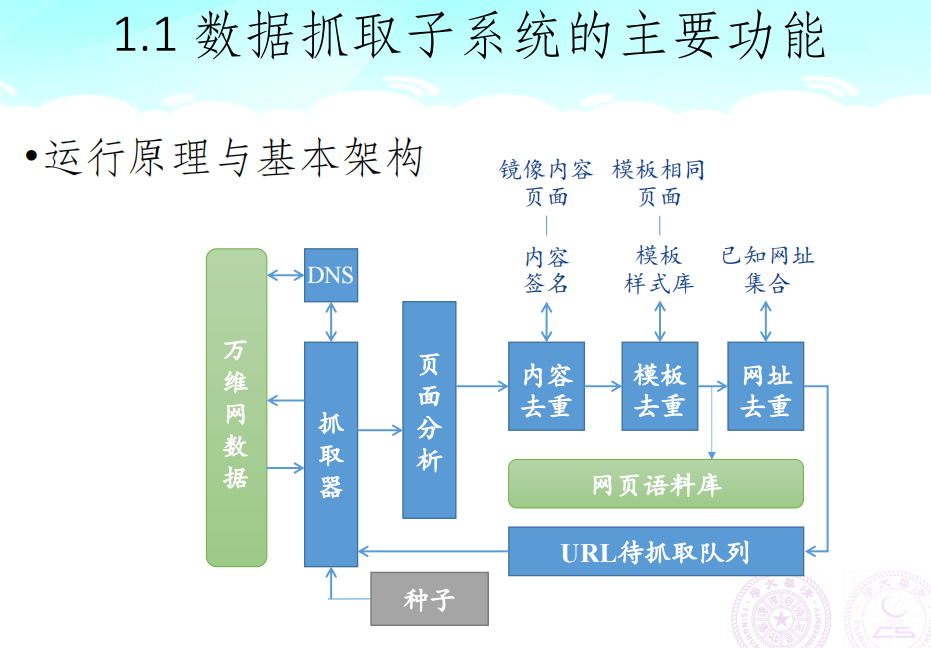 1.1 数据抓取子系统的主要功能
•运行原理与基本架构
镜像内容
页面
模板相同
页面
内容
签名
模板
样式库
已知网址
集合
DNS
万
维
网
数
据
抓
取
器
页
面
分
析
内容
去重
模板
去重
网址
去重
网页语料库
URL待抓取队列
种子